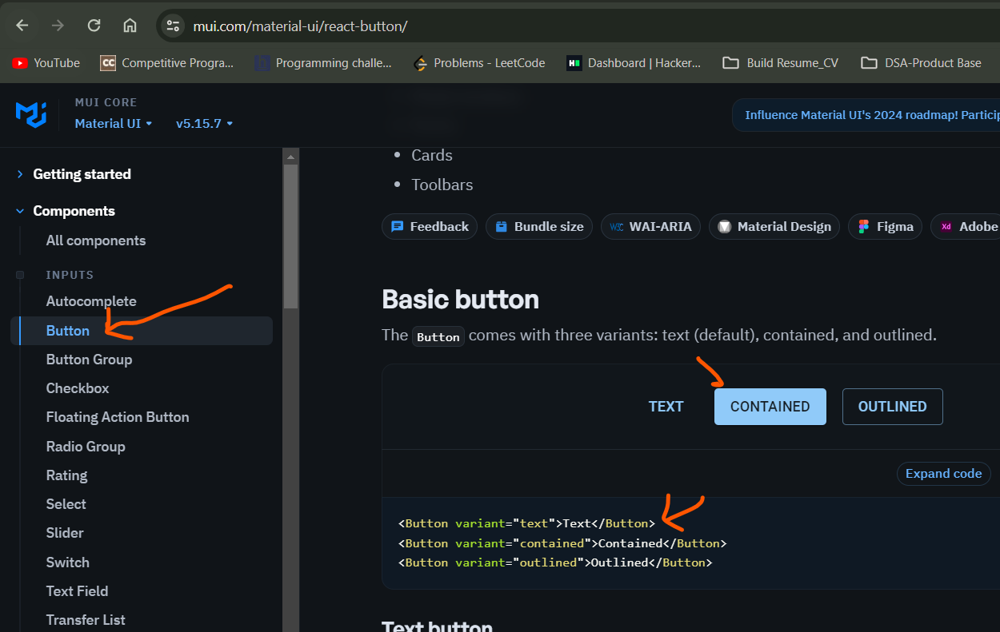 mui.com/material-ui/react-button/
YouTube
CC
Competitive Progra...
Programming challe...
Problems - LeetCode
H
Dashboard | Hacker...
Build Resume_CV
DSA-Product Base
MUI CORE
Material UI
v5.15.7
Influence Material UI's 2024 roadmap! Particip
Getting started
Components
All components
INPUTS
Autocomplete
Button
Button Group
Checkbox
Floating Action Button
Radio Group
Rating
Select
Slider
Switch
Text Field
Transfer List
Cards
Toolbars
Feedback
Bundle size
W3C
WAI-ARIA
Material Design
Figma
Xd
Adobe
Basic button
The Button comes with three variants: text (default), contained, and outlined.
TEXT
CONTAINED
OUTLINED
Expand code
<Button variant="text">Text</Button>
<Button variant="contained">Contained</Button>
<Button variant="outlined">Outlined</Button>
Text button